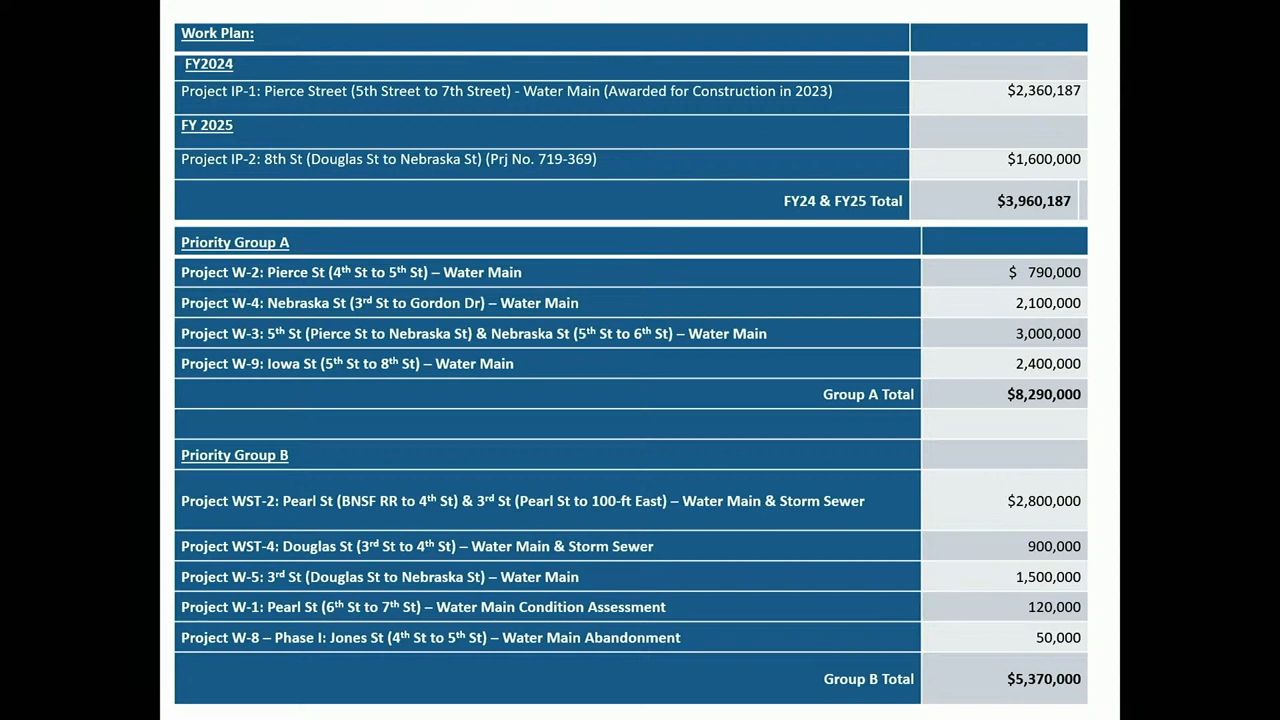 Work Plan:
FY2024
Project IP-1: Pierce Street (5th Street to 7th Street) - Water Main (Awarded for Construction in 2023) $2,360,187
FY 2025
Project IP-2: 8th St (Douglas St to Nebraska St) (Prj No. 719-369) $1,600,000
FY24 & FY25 Total $3,960,187
Priority Group A
Project W-2: Pierce St (4th St to 5th St) – Water Main $ 790,000
Project W-4: Nebraska St (3rd St to Gordon Dr) – Water Main 2,100,000
Project W-3: 5th St (Pierce St to Nebraska St) & Nebraska St (5th St to 6th St) – Water Main 3,000,000
Project W-9: Iowa St (5th St to 8th St) – Water Main 2,400,000
Group A Total $8,290,000
Priority Group B
Project WST-2: Pearl St (BNSF RR to 4th St) & 3rd St (Pearl St to 100-ft East) – Water Main & Storm Sewer $2,800,000
Project WST-4: Douglas St (3rd St to 4th St) – Water Main & Storm Sewer 900,000
Project W-5: 3rd St (Douglas St to Nebraska St) – Water Main 1,500,000
Project W-1: Pearl St (6th St to 7th St) – Water Main Condition Assessment 120,000
Project W-8 – Phase I: Jones St (4th St to 5th St) – Water Main Abandonment 50,000
Group B Total $5,370,000